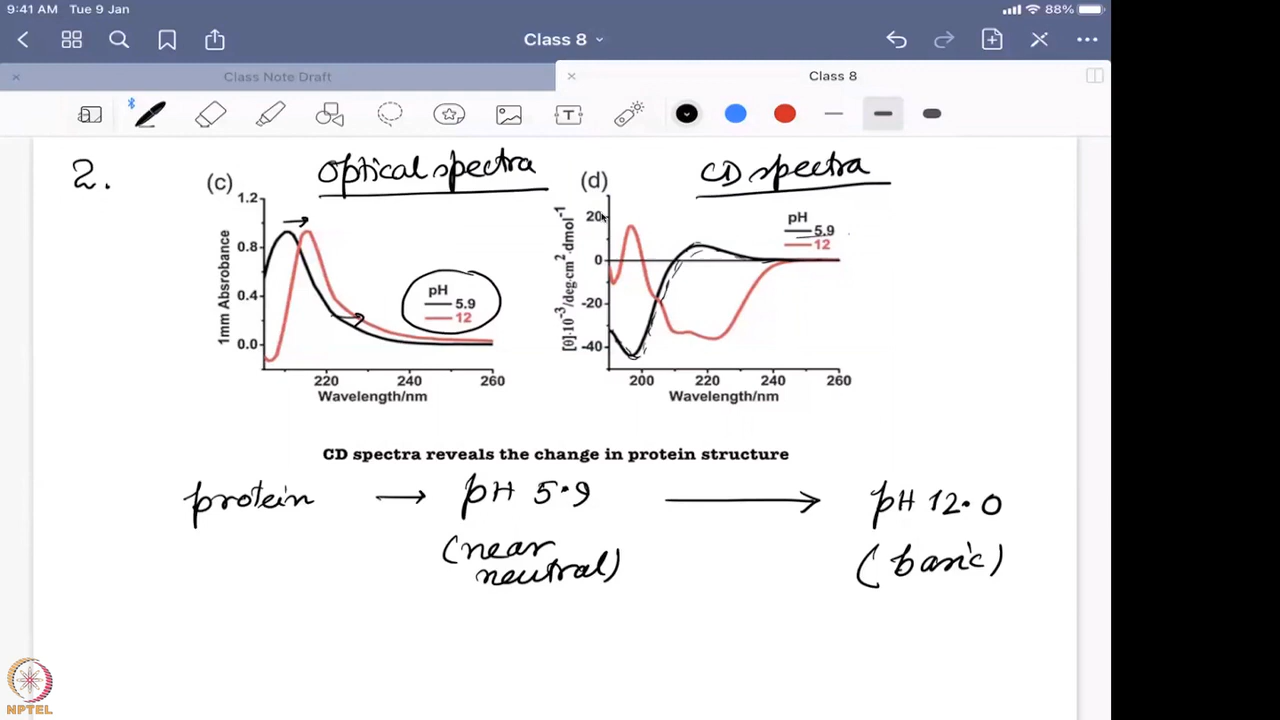 9:41 AM Tue 9 Jan
88%
Class 8
Class Note Draft
Class 8
2.
(c)
Optical spectra
(d)
CD spectra
1.2
0.8
0.4
0.0
1mm Absrobance
pH
5.9
12
220 240 260
Wavelength/nm
20
0
-20
-40
[θ]·10⁻³/deg·cm²·dmol⁻¹
pH
5.9
12
200 220 240 260
Wavelength/nm
CD spectra reveals the change in protein structure
protein → pH 5.9 → pH 12.0
(near neutral)
(basic)
NPTEL